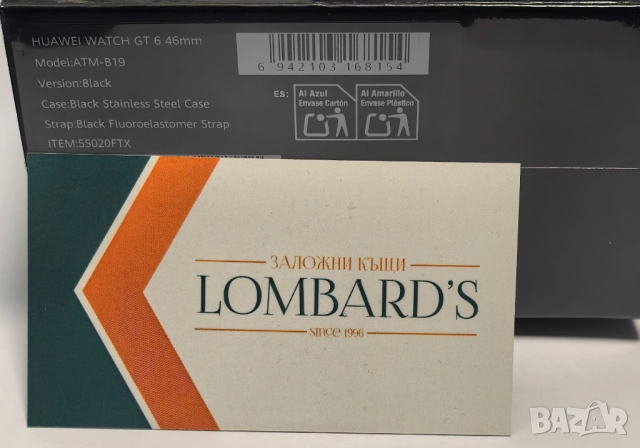 HUAWEI WATCH GT 6 46mm
Model:ATM-B19
Version:Black
Case:Black Stainless Steel Case
Strap:Black Fluoroelastomer Strap
ITEM:55020FTX
6 942103 168154
ES:
Al Azul
Envase Cartón
Al Amarillo
Envase Plástico
ЗАЛОЖНИ КЪЩИ
LOMBARD'S
since 1996
BAZAR